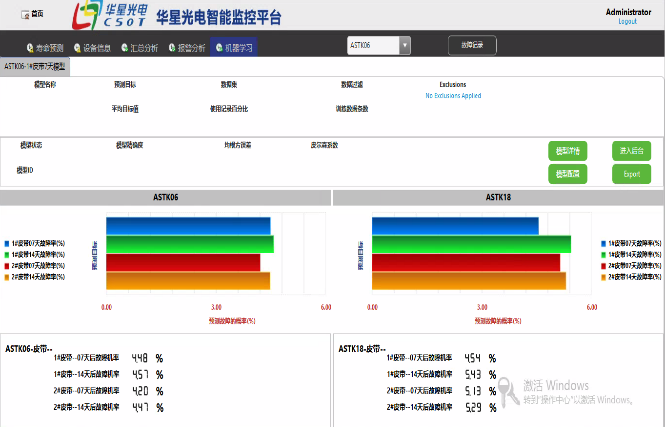 首页
华星光电
CSOT
华星光电智能监控平台
Administrator
Logout
寿命预测
设备信息
汇总分析
报警分析
机器学习
ASTK06
故障记录
ASTK06-1#皮带7天模型
模型名称
预测目标
数据集
数据过滤
Exclusions
No Exclusions Applied
平均目标值
使用记录百分比
训练数据条数
模型状态
模型精确度
均根方误差
皮尔森系数
模型详情
进入后台
模型ID
模型配置
Export
ASTK06
ASTK18
1#皮带07天故障率(%)
1#皮带14天故障率(%)
2#皮带07天故障率(%)
2#皮带14天故障率(%)
预测目标
0.00
3.00
6.00
预测故障的概率(%)
预测目标
0.00
3.00
6.00
预测故障的概率(%)
1#皮带07天故障率(%)
1#皮带14天故障率(%)
2#皮带07天故障率(%)
2#皮带14天故障率(%)
ASTK06-皮带--
1#皮带--07天后故障机率 4.48 %
1#皮带--14天后故障机率 4.57 %
2#皮带--07天后故障机率 4.20 %
2#皮带--14天后故障机率 4.47 %
ASTK18-皮带--
1#皮带--07天后故障机率 4.54 %
1#皮带--14天后故障机率 5.43 %
2#皮带--07天后故障机率 5.13 %
2#皮带--14天后故障机率 5.29 %
激活 Windows
转到"操作中心"以激活 Windows。